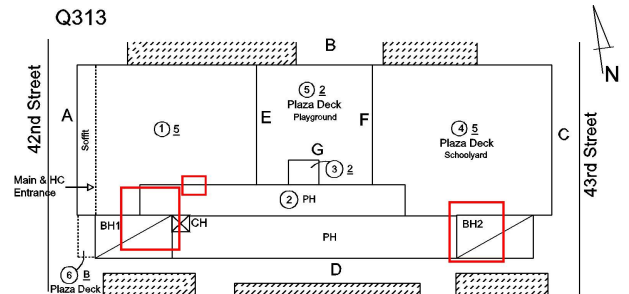 Q313
B
42nd Street
A
Soffit
1 5
E
5 2
Plaza Deck
Playground
F
4 5
Plaza Deck
Schoolyard
C
43rd Street
N
G
3 2
Main & HC
Entrance
2 PH
BH1
CH
PH
BH2
6 B
Plaza Deck
D